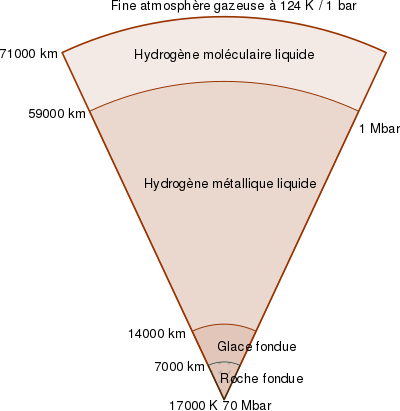 Fine atmosphère gazeuse à 124 K / 1 bar
71000 km
Hydrogène moléculaire liquide
59000 km
1 Mbar
Hydrogène métallique liquide
14000 km
Glace fondue
7000 km
Roche fondue
17000 K 70 Mbar